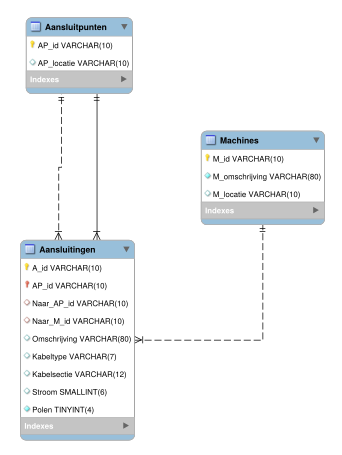 Aansluitpunten
AP_id VARCHAR(10)
AP_locatie VARCHAR(10)
Indexes
Machines
M_id VARCHAR(10)
M_omschrijving VARCHAR(80)
M_locatie VARCHAR(10)
Indexes
Aansluitingen
A_id VARCHAR(10)
AP_id VARCHAR(10)
Naar_AP_id VARCHAR(10)
Naar_M_id VARCHAR(10)
Omschrijving VARCHAR(80)
Kabeltype VARCHAR(7)
Kabelsectie VARCHAR(12)
Stroom SMALLINT(6)
Polen TINYINT(4)
Indexes